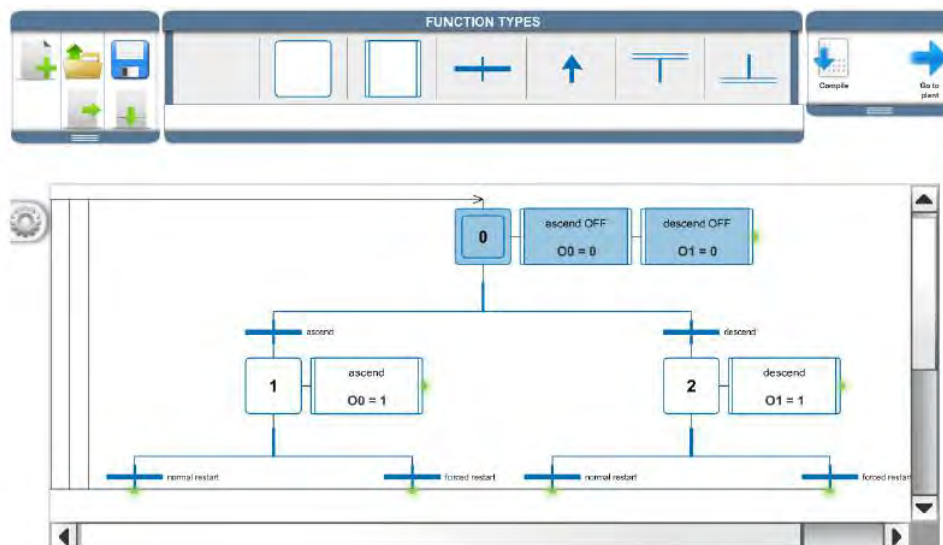 FUNCTION TYPES
Compile
Go to
plant
0
ascend OFF
O0 = 0
descend OFF
O1 = 0
ascend
descend
1
ascend
O0 = 1
2
descend
O1 = 1
normal restart
forced restart
normal restart
forced restart